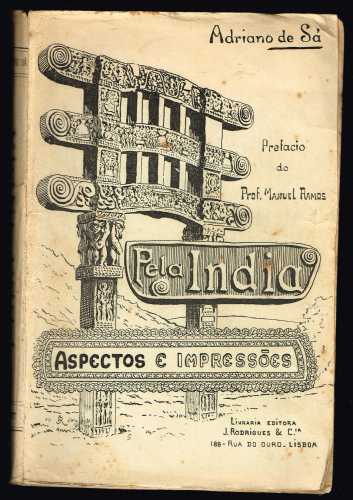 Adriano de Sá
Prefacio
do
Prof. Manuel Ramos
Pela India
Aspectos e Impressões
Livraria Editora
J. Rodrigues & C.ia
188-Rua do Ouro-Lisboa